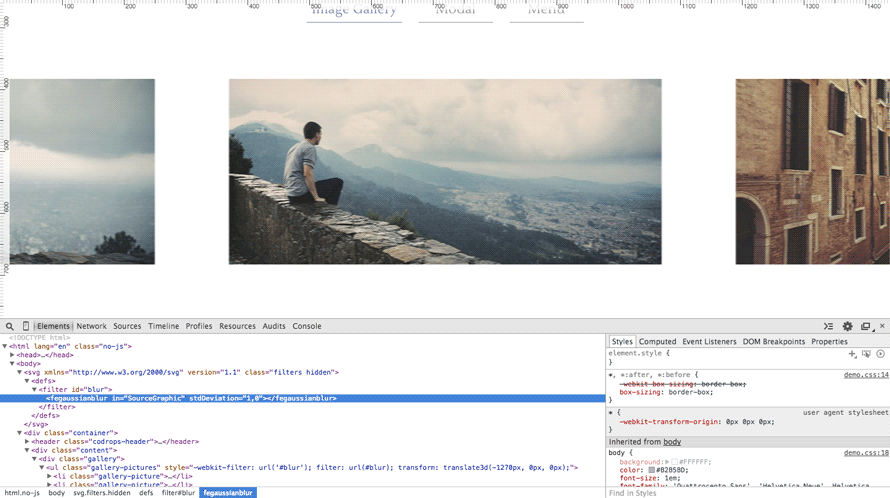 100 200 300 400 500 600 700 800 900 1000 1100 1200 1300 1400
300
400
500
600
700
Image Gallery Modal Menu
Elements Network Sources Timeline Profiles Resources Audits Console
<!DOCTYPE html>
▼<html lang="en" class="no-js">
▶<head>…</head>
▼<body>
▼<svg xmlns="http://www.w3.org/2000/svg" version="1.1" class="filters hidden">
▼<defs>
▼<filter id="blur">
<fegaussianblur in="SourceGraphic" stdDeviation="1,0"></fegaussianblur>
</filter>
</defs>
</svg>
▼<div class="container">
▶<header class="codrops-header">…</header>
▼<div class="content">
▼<div class="gallery">
▼<ul class="gallery-pictures" style="-webkit-filter: url('#blur'); filter: url(#blur); transform: translate3d(-1270px, 0px, 0px);">
▶<li class="gallery-picture">…</li>
▶<li class="gallery-picture">…</li>
html.no-js body svg.filters.hidden defs filter#blur fegaussianblur
Styles Computed Event Listeners DOM Breakpoints Properties
element.style {
}
*, *:after, *:before { demo.css:14
-webkit-box-sizing: border-box;
box-sizing: border-box;
}
* { user agent stylesheet
-webkit-transform-origin: 0px 0px 0px;
}
Inherited from body
body { demo.css:18
background: #FFFFFF;
color: #82858D;
font-size: 1em;
font-family: 'Quattrocento Sans', 'Helvetica Neue', Helvetica
Find in Styles